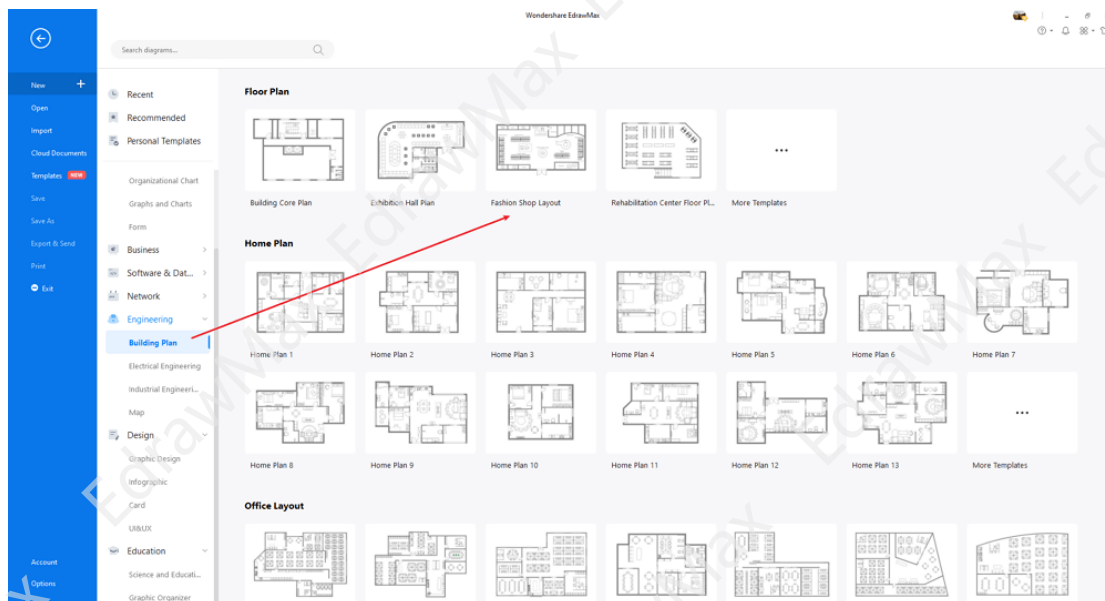 Wondershare EdrawMax
Search diagrams...
New
Open
Import
Cloud Documents
Templates NEW
Save
Save As
Export & Send
Print
Exit
Account
Options
Recent
Recommended
Personal Templates
Organizational Chart
Graphs and Charts
Form
Business
Software & Dat...
Network
Engineering
Building Plan
Electrical Engineering
Industrial Engineeri...
Map
Design
Graphic Design
Infographic
Card
UI&UX
Education
Science and Educati...
Graphic Organizer
Floor Plan
Building Core Plan
Exhibition Hall Plan
Fashion Shop Layout
Rehabilitation Center Floor Pl...
More Templates
Home Plan
Home Plan 1
Home Plan 2
Home Plan 3
Home Plan 4
Home Plan 5
Home Plan 6
Home Plan 7
Home Plan 8
Home Plan 9
Home Plan 10
Home Plan 11
Home Plan 12
Home Plan 13
More Templates
Office Layout
EdrawMax
EdrawMax
EdrawMax